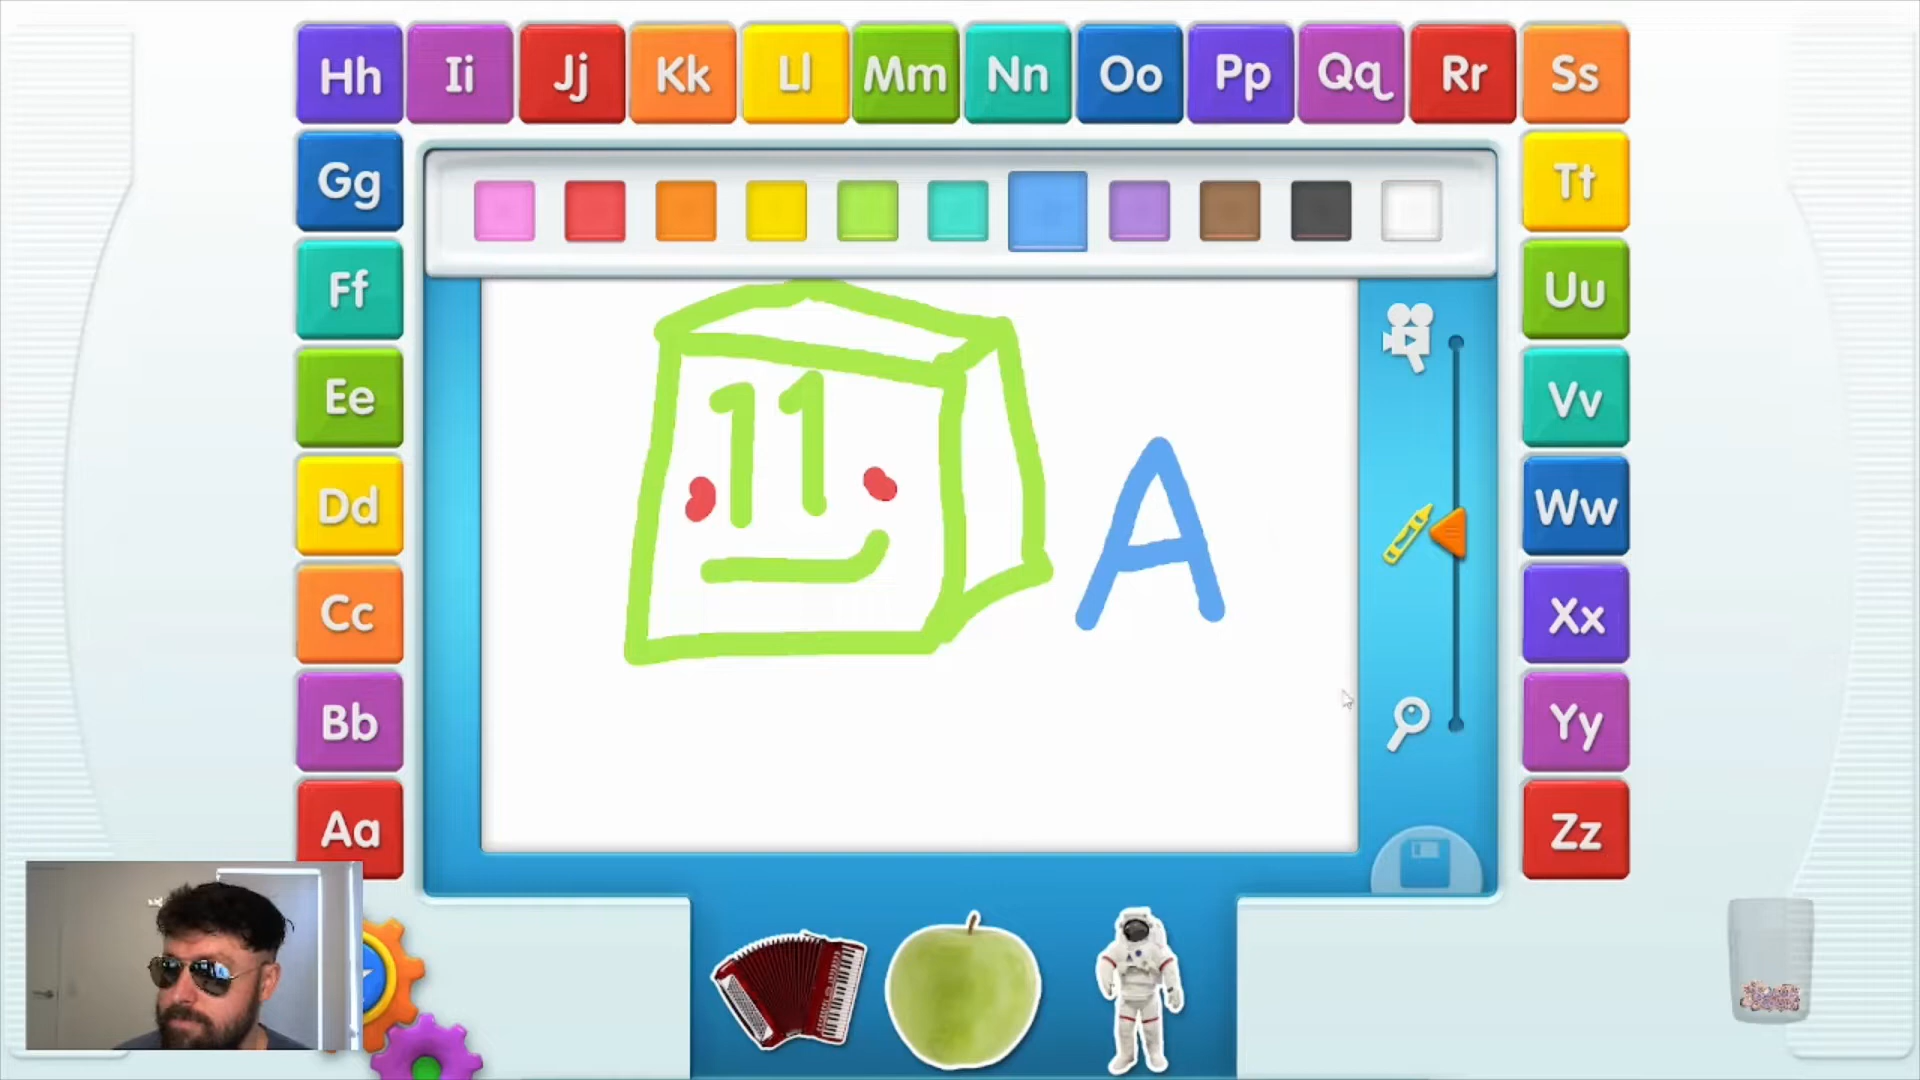 Hh Ii Jj Kk Ll Mm Nn Oo Pp Qq Rr Ss
Gg Tt
Ff Uu
Ee Vv
11
Dd Ww
A
Cc Xx
Bb Yy
Aa Zz